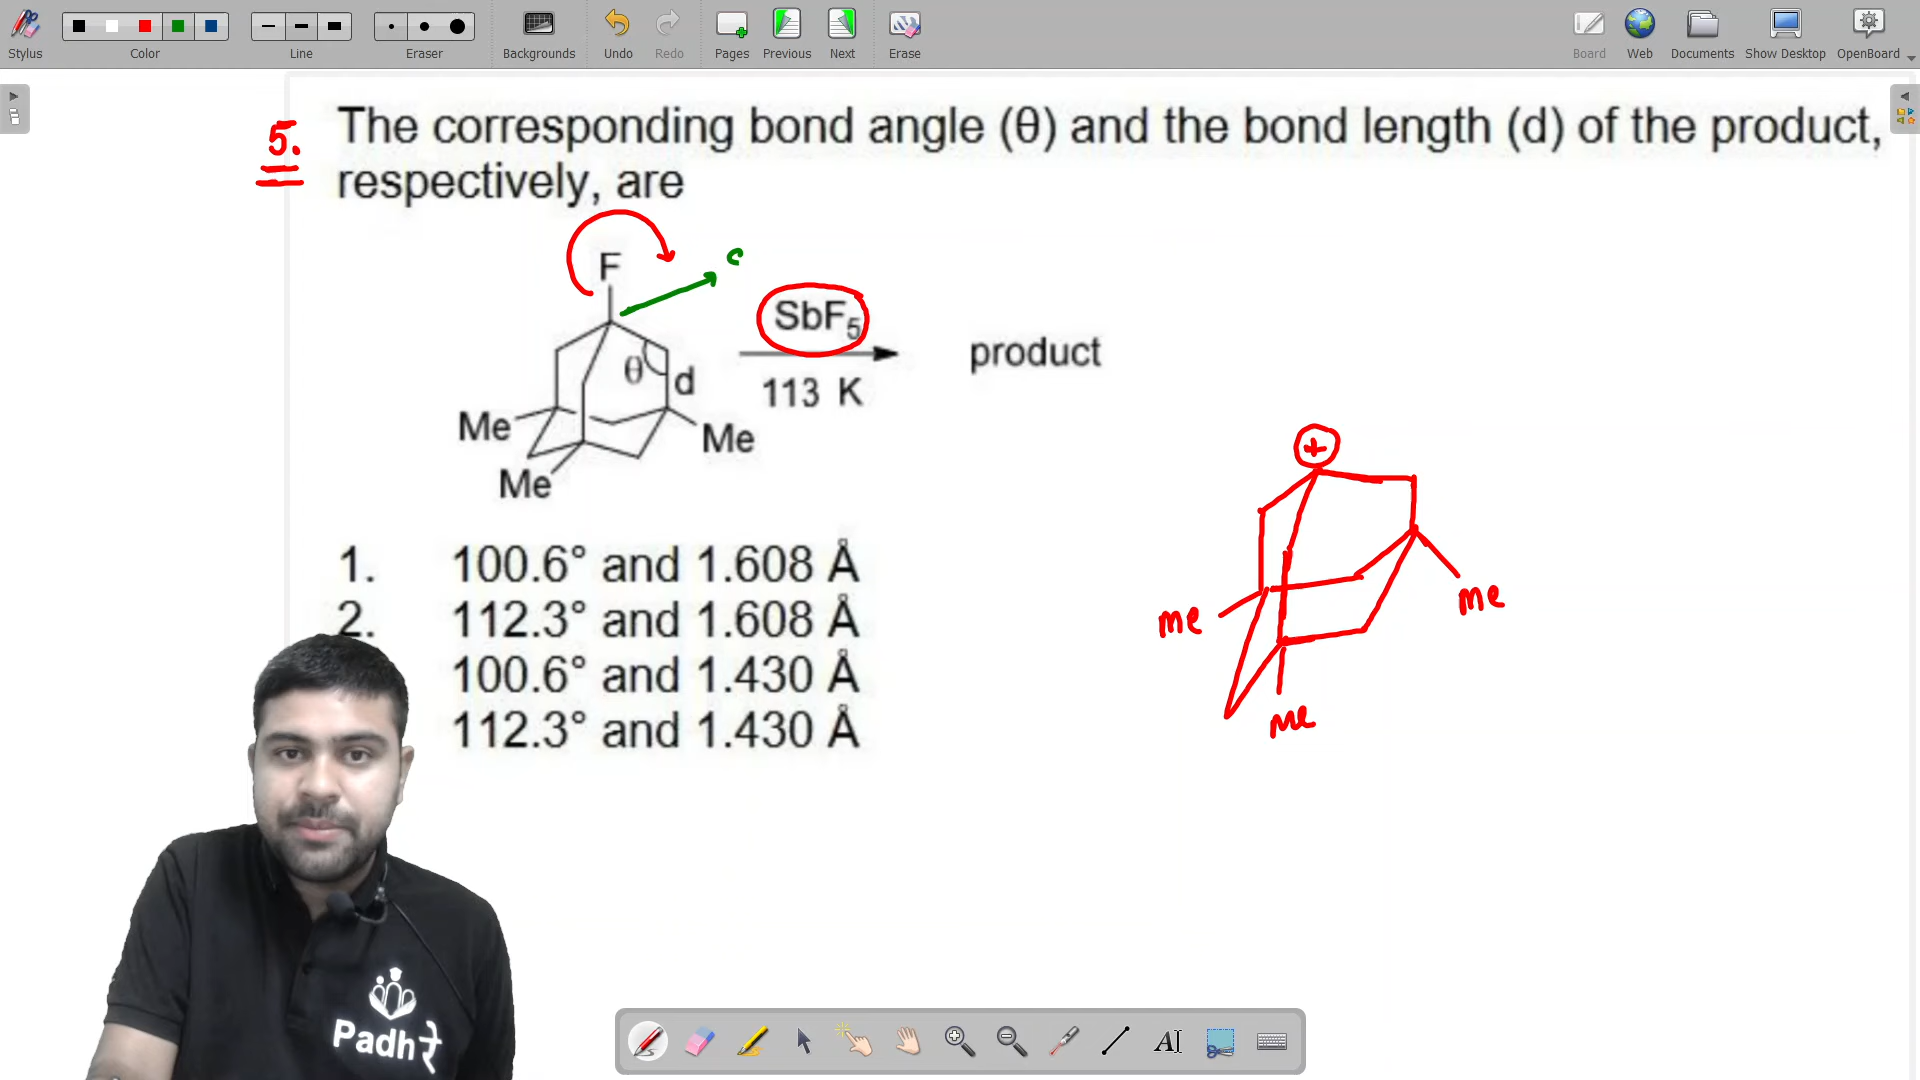 Stylus
Color
Line
Eraser
Backgrounds
Undo
Redo
Pages
Previous
Next
Erase
Board
Web
Documents
Show Desktop
OpenBoard
5. The corresponding bond angle (θ) and the bond length (d) of the product,
respectively, are
F
c
SbF₅
θ
d
113 K
product
Me
Me
Me
+
me
me
me
1. 100.6° and 1.608 Å
2. 112.3° and 1.608 Å
100.6° and 1.430 Å
112.3° and 1.430 Å
Padhरे
AI